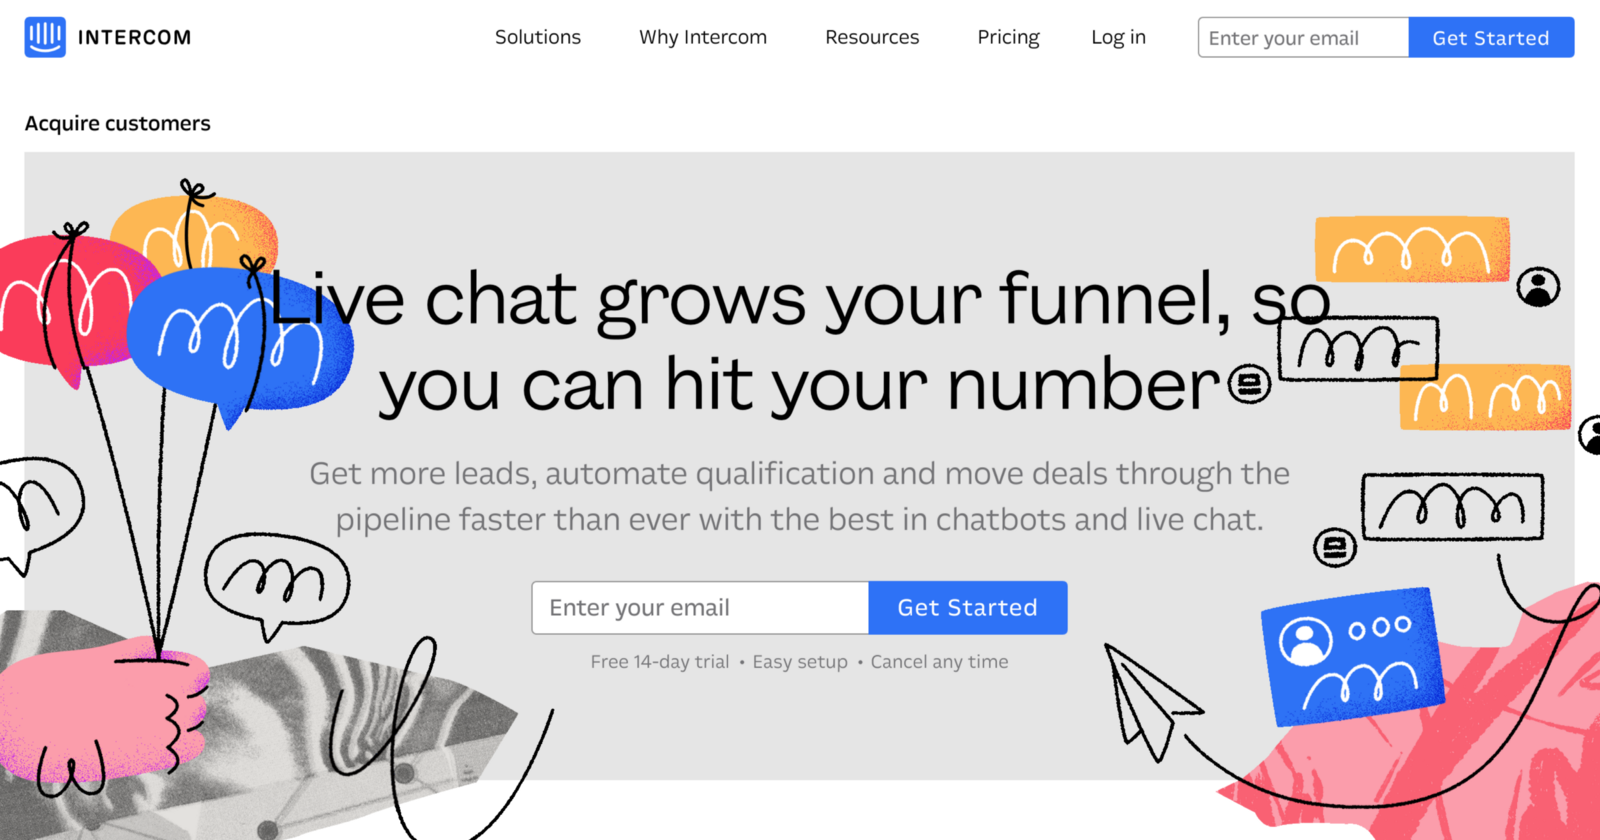 INTERCOM
Solutions
Why Intercom
Resources
Pricing
Log in
Enter your email
Get Started
Acquire customers
Live chat grows your funnel, so
you can hit your number
Get more leads, automate qualification and move deals through the
pipeline faster than ever with the best in chatbots and live chat.
Enter your email
Get Started
Free 14-day trial • Easy setup • Cancel any time